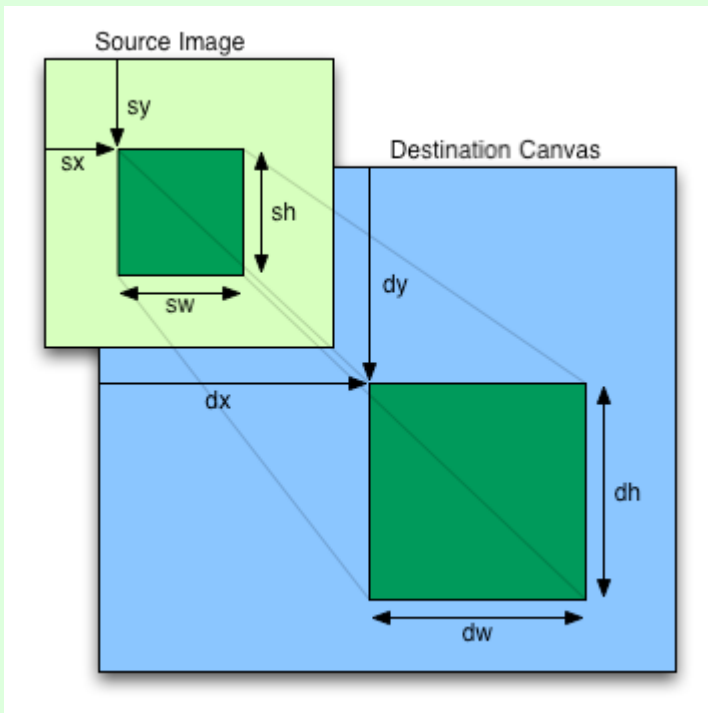 Source Image
sy
sx
Destination Canvas
sh
sw
dy
dx
dh
dw